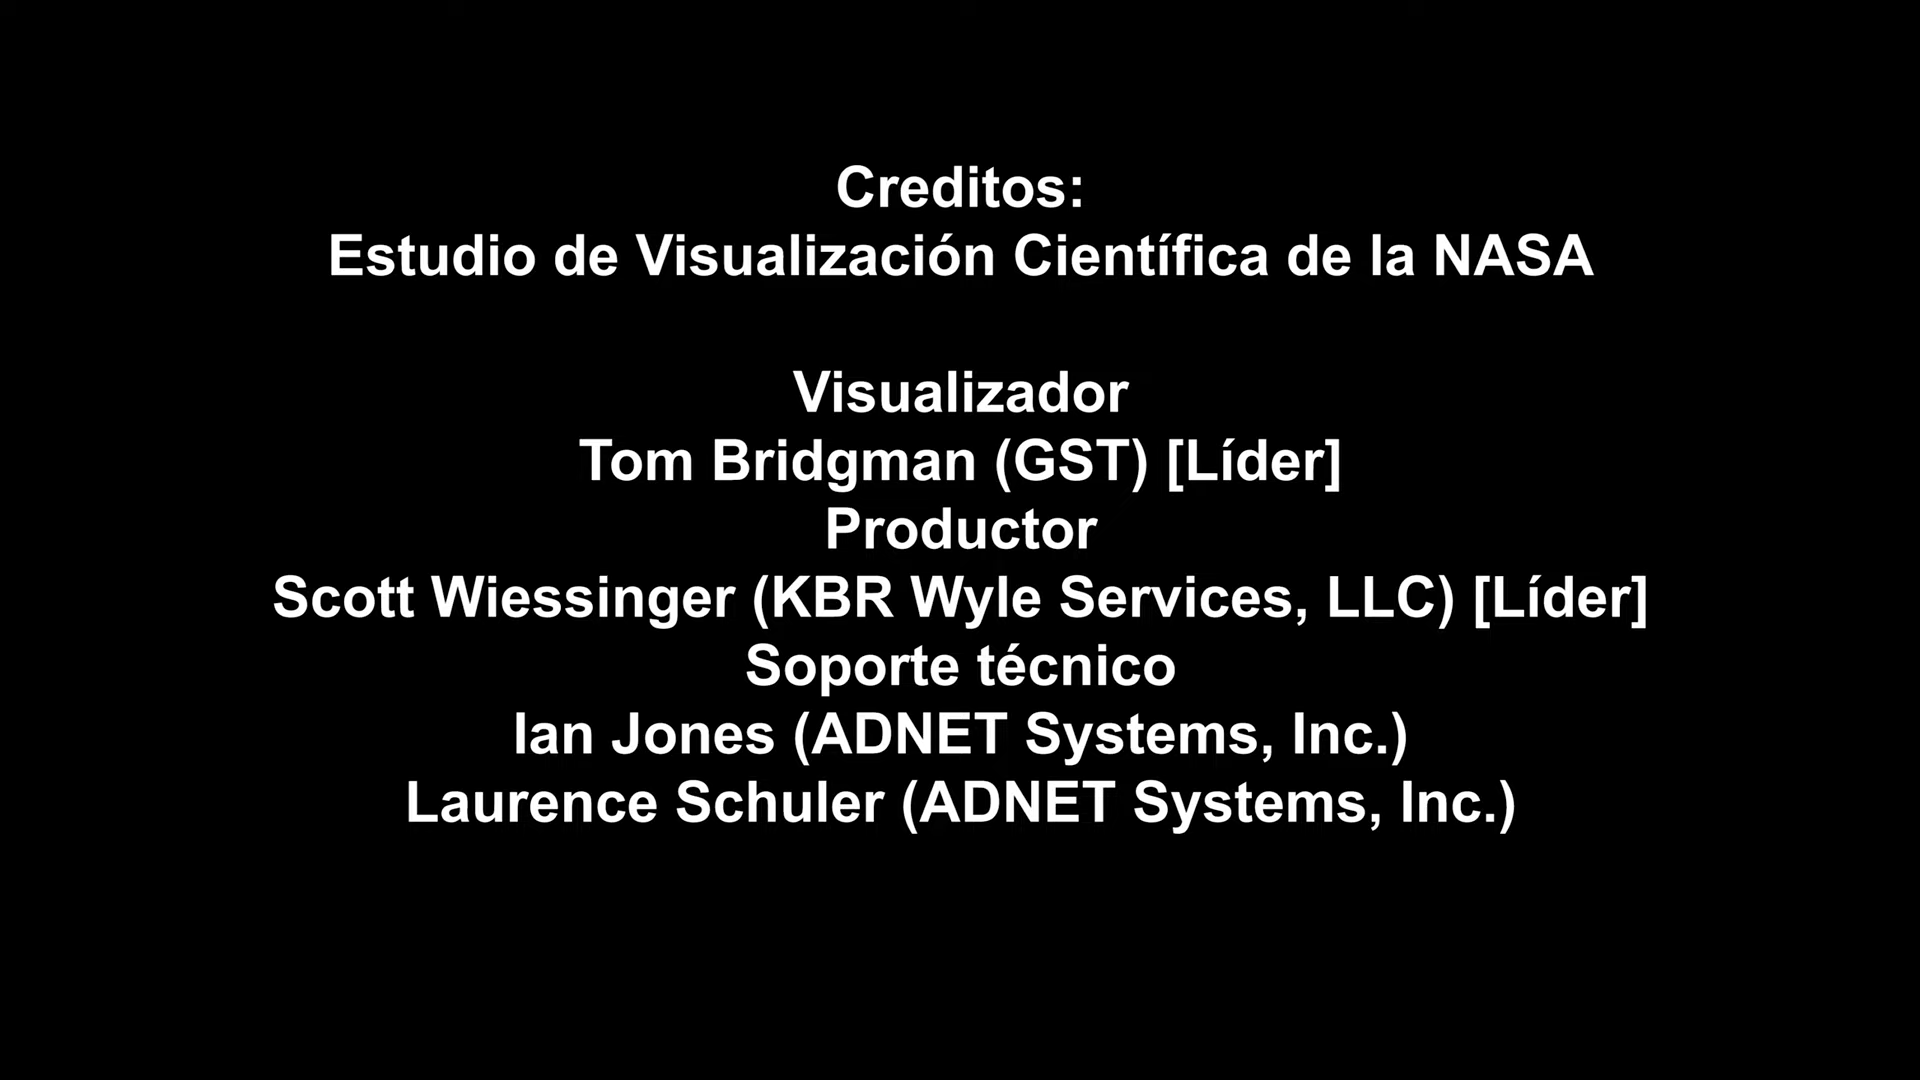 Creditos:
Estudio de Visualización Científica de la NASA
Visualizador
Tom Bridgman (GST) [Líder]
Productor
Scott Wiessinger (KBR Wyle Services, LLC) [Líder]
Soporte técnico
Ian Jones (ADNET Systems, Inc.)
Laurence Schuler (ADNET Systems, Inc.)